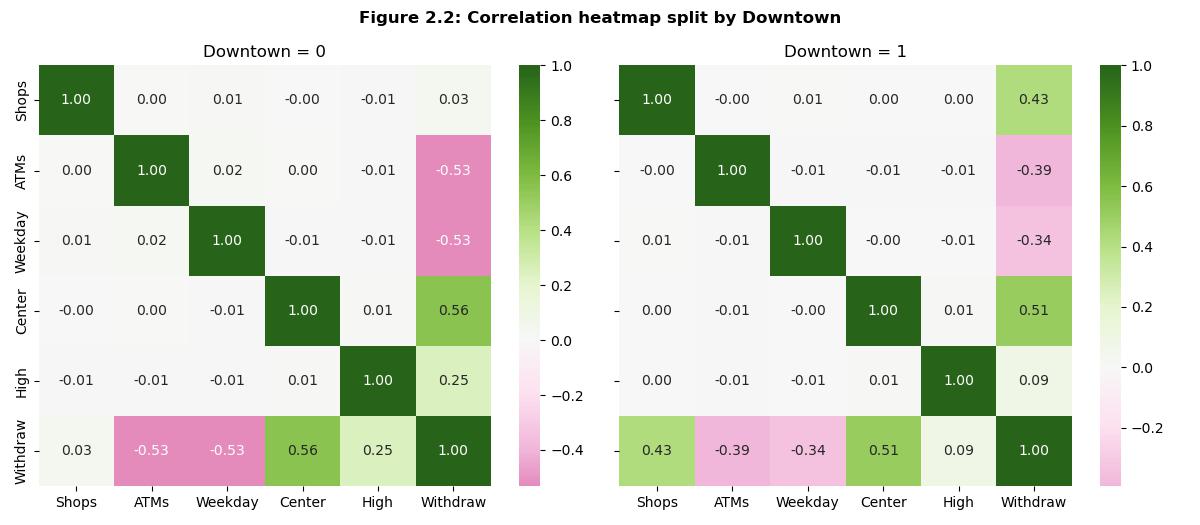 Figure 2.2: Correlation heatmap split by Downtown
Downtown = 0
Shops 1.00 0.00 0.01 -0.00 -0.01 0.03
ATMs 0.00 1.00 0.02 0.00 -0.01 -0.53
Weekday 0.01 0.02 1.00 -0.01 -0.01 -0.53
Center -0.00 0.00 -0.01 1.00 0.01 0.56
High -0.01 -0.01 -0.01 0.01 1.00 0.25
Withdraw 0.03 -0.53 -0.53 0.56 0.25 1.00
Shops ATMs Weekday Center High Withdraw
1.0
0.8
0.6
0.4
0.2
0.0
−0.2
−0.4
Downtown = 1
1.00 -0.00 0.01 0.00 0.00 0.43
-0.00 1.00 -0.01 -0.01 -0.01 -0.39
0.01 -0.01 1.00 -0.00 -0.01 -0.34
0.00 -0.01 -0.00 1.00 0.01 0.51
0.00 -0.01 -0.01 0.01 1.00 0.09
0.43 -0.39 -0.34 0.51 0.09 1.00
Shops ATMs Weekday Center High Withdraw
1.0
0.8
0.6
0.4
0.2
0.0
−0.2